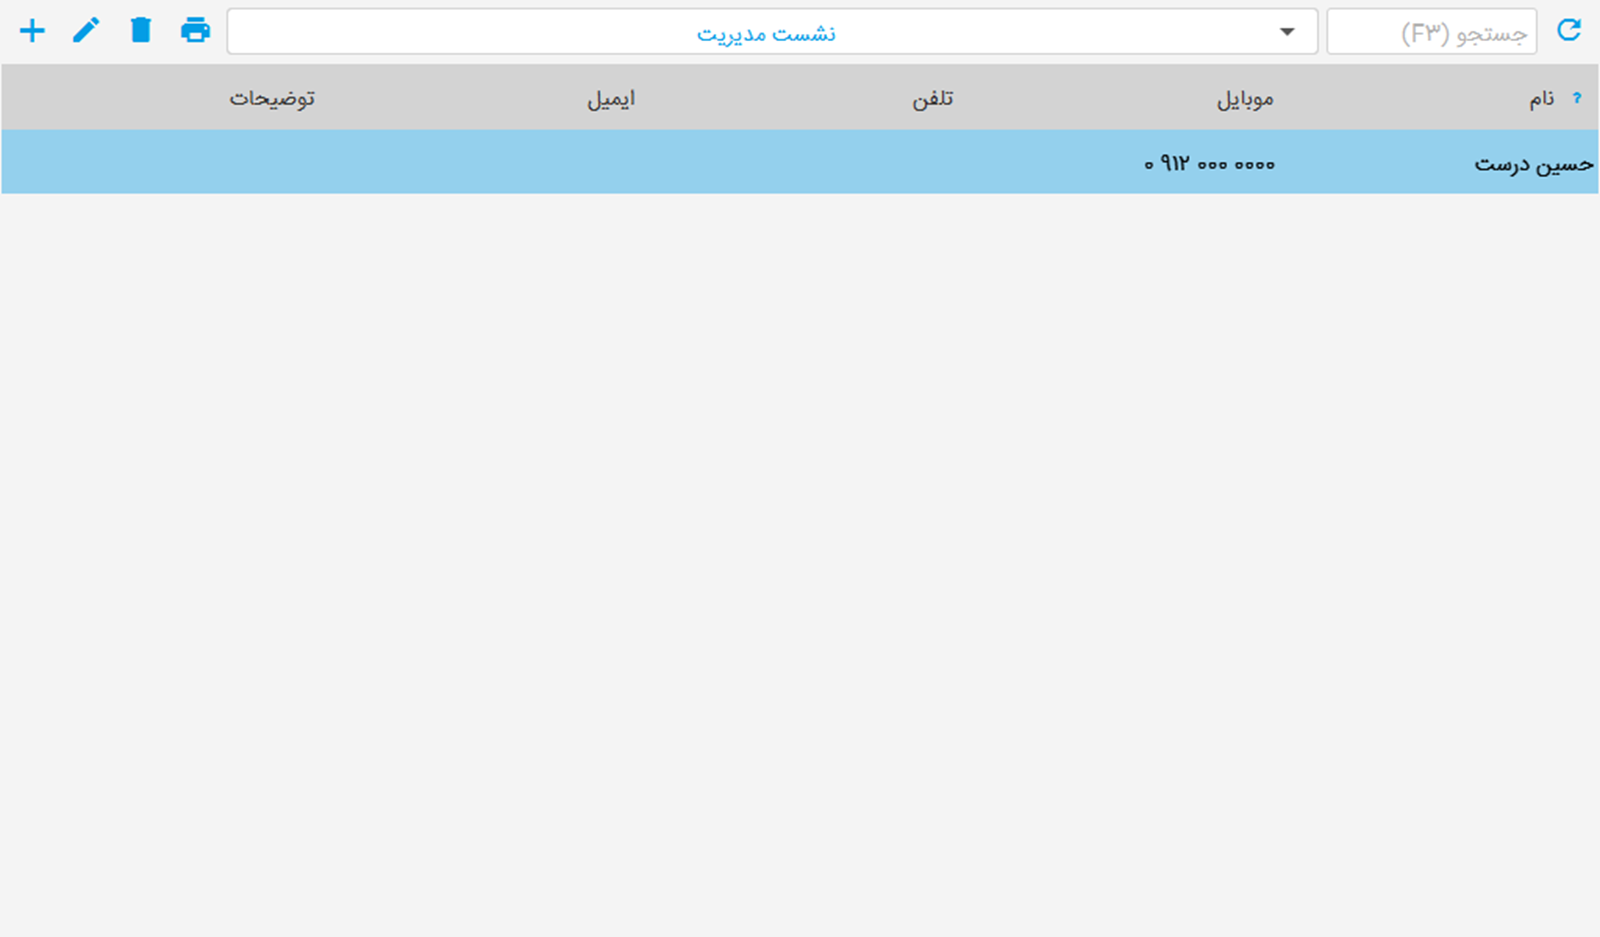 جستجو (F۳) نشست مدیریت
؟ نام موبایل تلفن ایمیل توضیحات
حسین درست ۰ ۹۱۲ ۰۰۰ ۰۰۰۰